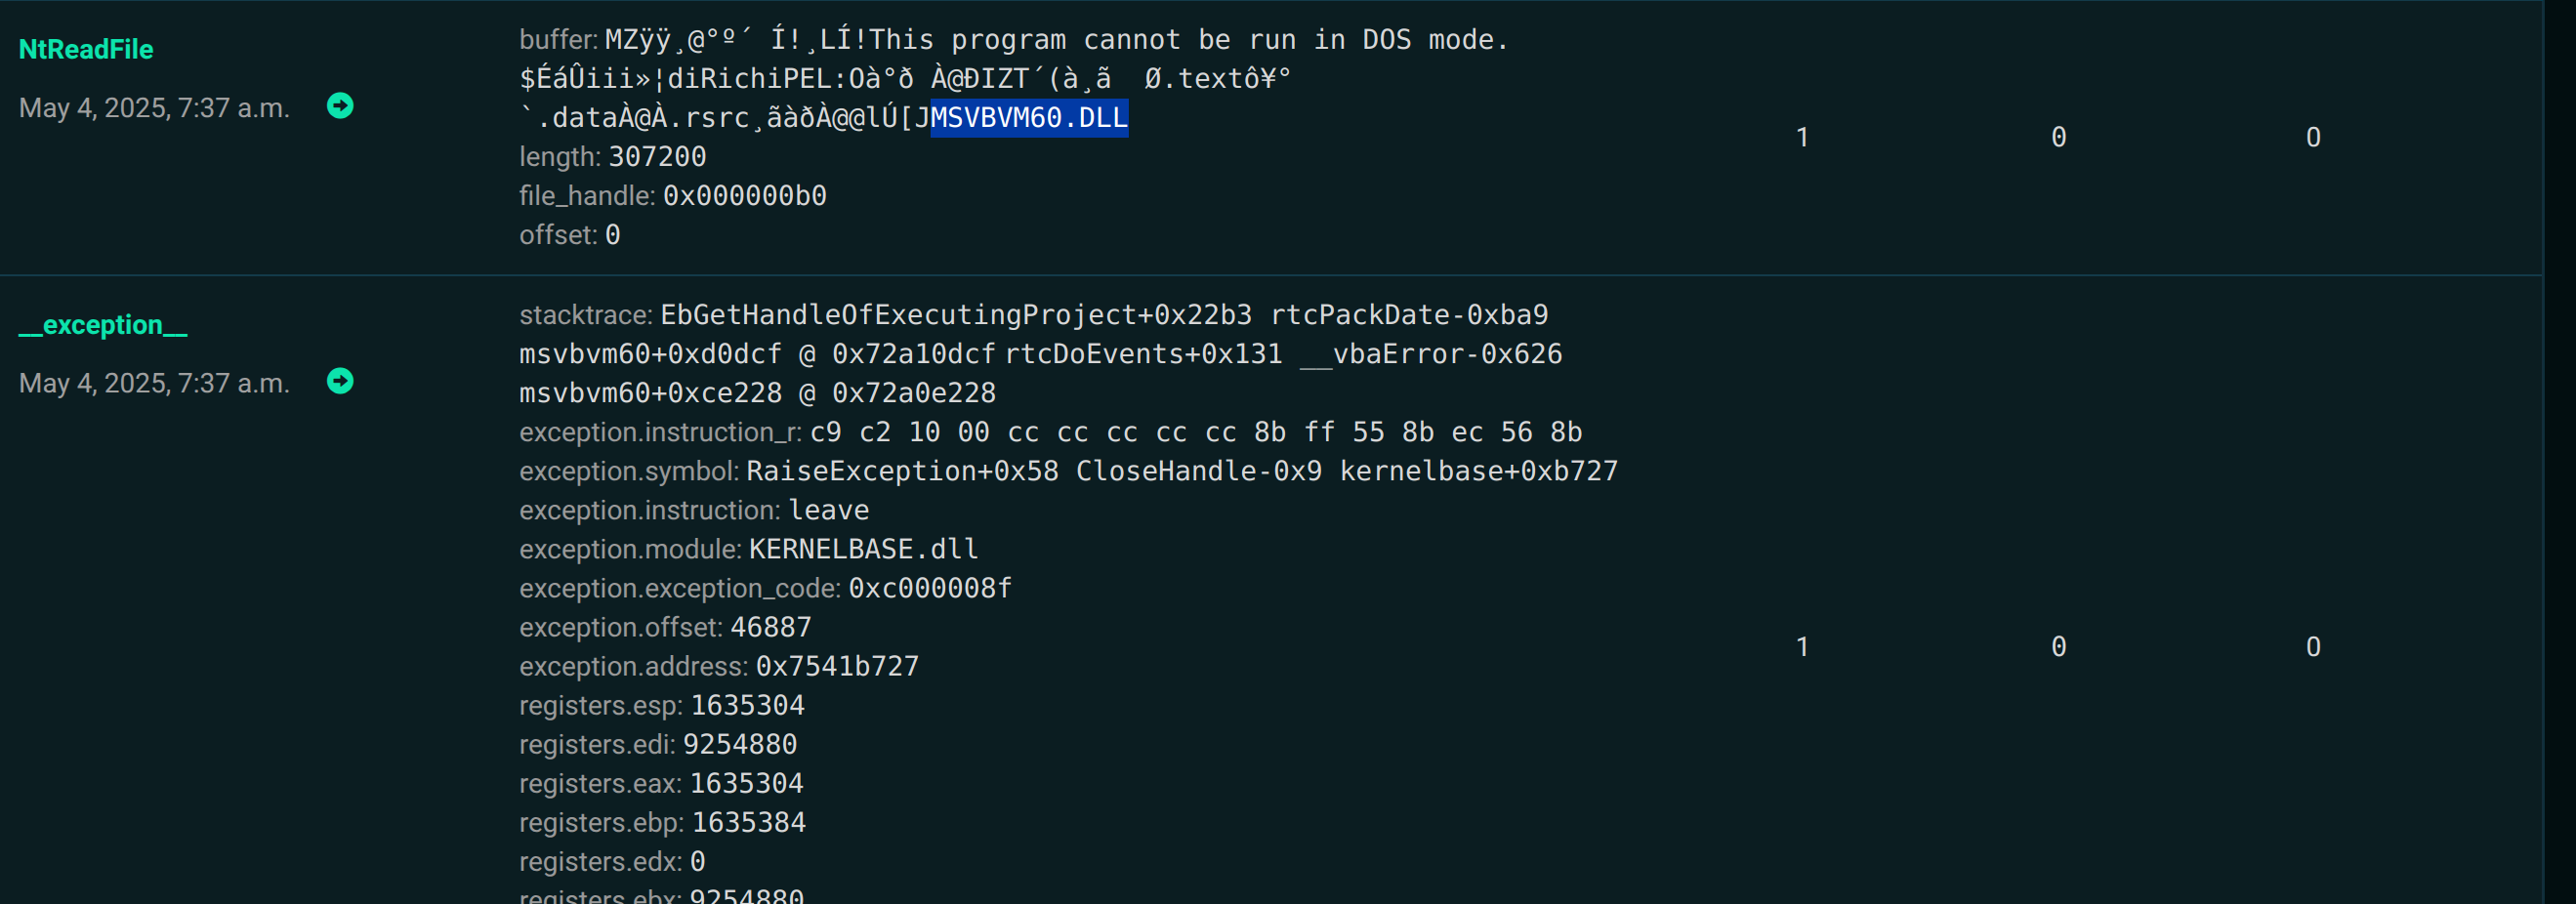 NtReadFile
May 4, 2025, 7:37 a.m.
buffer: MZÿÿ¸@°º´ Í!¸LÍ!This program cannot be run in DOS mode.
$ÉáÛiii»¦diRichiPEL:Oà°ð À@ÐIZT´(à¸ã Ø.textô¥°
`.dataÀ@À.rsrc¸ãàðÀ@@lÚ[JMSVBVM60.DLL
length: 307200
file_handle: 0x000000b0
offset: 0
1 0 0
__exception__
May 4, 2025, 7:37 a.m.
stacktrace: EbGetHandleOfExecutingProject+0x22b3 rtcPackDate-0xba9
msvbvm60+0xd0dcf @ 0x72a10dcf rtcDoEvents+0x131 __vbaError-0x626
msvbvm60+0xce228 @ 0x72a0e228
exception.instruction_r: c9 c2 10 00 cc cc cc cc cc 8b ff 55 8b ec 56 8b
exception.symbol: RaiseException+0x58 CloseHandle-0x9 kernelbase+0xb727
exception.instruction: leave
exception.module: KERNELBASE.dll
exception.exception_code: 0xc000008f
exception.offset: 46887
exception.address: 0x7541b727
registers.esp: 1635304
registers.edi: 9254880
registers.eax: 1635304
registers.ebp: 1635384
registers.edx: 0
registers.ebx: 9254880
1 0 0